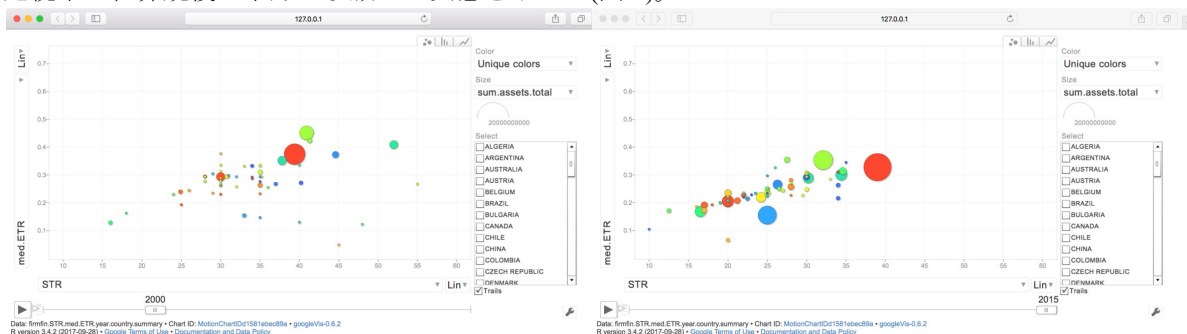 127.0.0.1
Color
Unique colors
Size
sum.assets.total
20000000000
Select
ALGERIA
ARGENTINA
AUSTRALIA
AUSTRIA
BELGIUM
BRAZIL
BULGARIA
CANADA
CHILE
CHINA
COLOMBIA
CZECH REPUBLIC
DENMARK
Trails
Lin
0.7
0.6
0.5
0.4
0.3
0.2
0.1
med.ETR
10 15 20 25 30 35 40 45 50 55 60
STR
Lin
2000
Data: firmfin.STR.med.ETR.year.country.summary • Chart ID: MotionChartIDd1581ebec89a • googleVis-0.6.2
R version 3.4.2 (2017-09-28) • Google Terms of Use • Documentation and Data Policy
127.0.0.1
Color
Unique colors
Size
sum.assets.total
20000000000
Select
ALGERIA
ARGENTINA
AUSTRALIA
AUSTRIA
BELGIUM
BRAZIL
BULGARIA
CANADA
CHILE
CHINA
COLOMBIA
CZECH REPUBLIC
DENMARK
Trails
Lin
0.7
0.6
0.5
0.4
0.3
0.2
0.1
med.ETR
10 15 20 25 30 35 40 45 50 55 60
STR
Lin
2015
Data: firmfin.STR.med.ETR.year.country.summary • Chart ID: MotionChartIDd1581ebec89a • googleVis-0.6.2
R version 3.4.2 (2017-09-28) • Google Terms of Use • Documentation and Data Policy